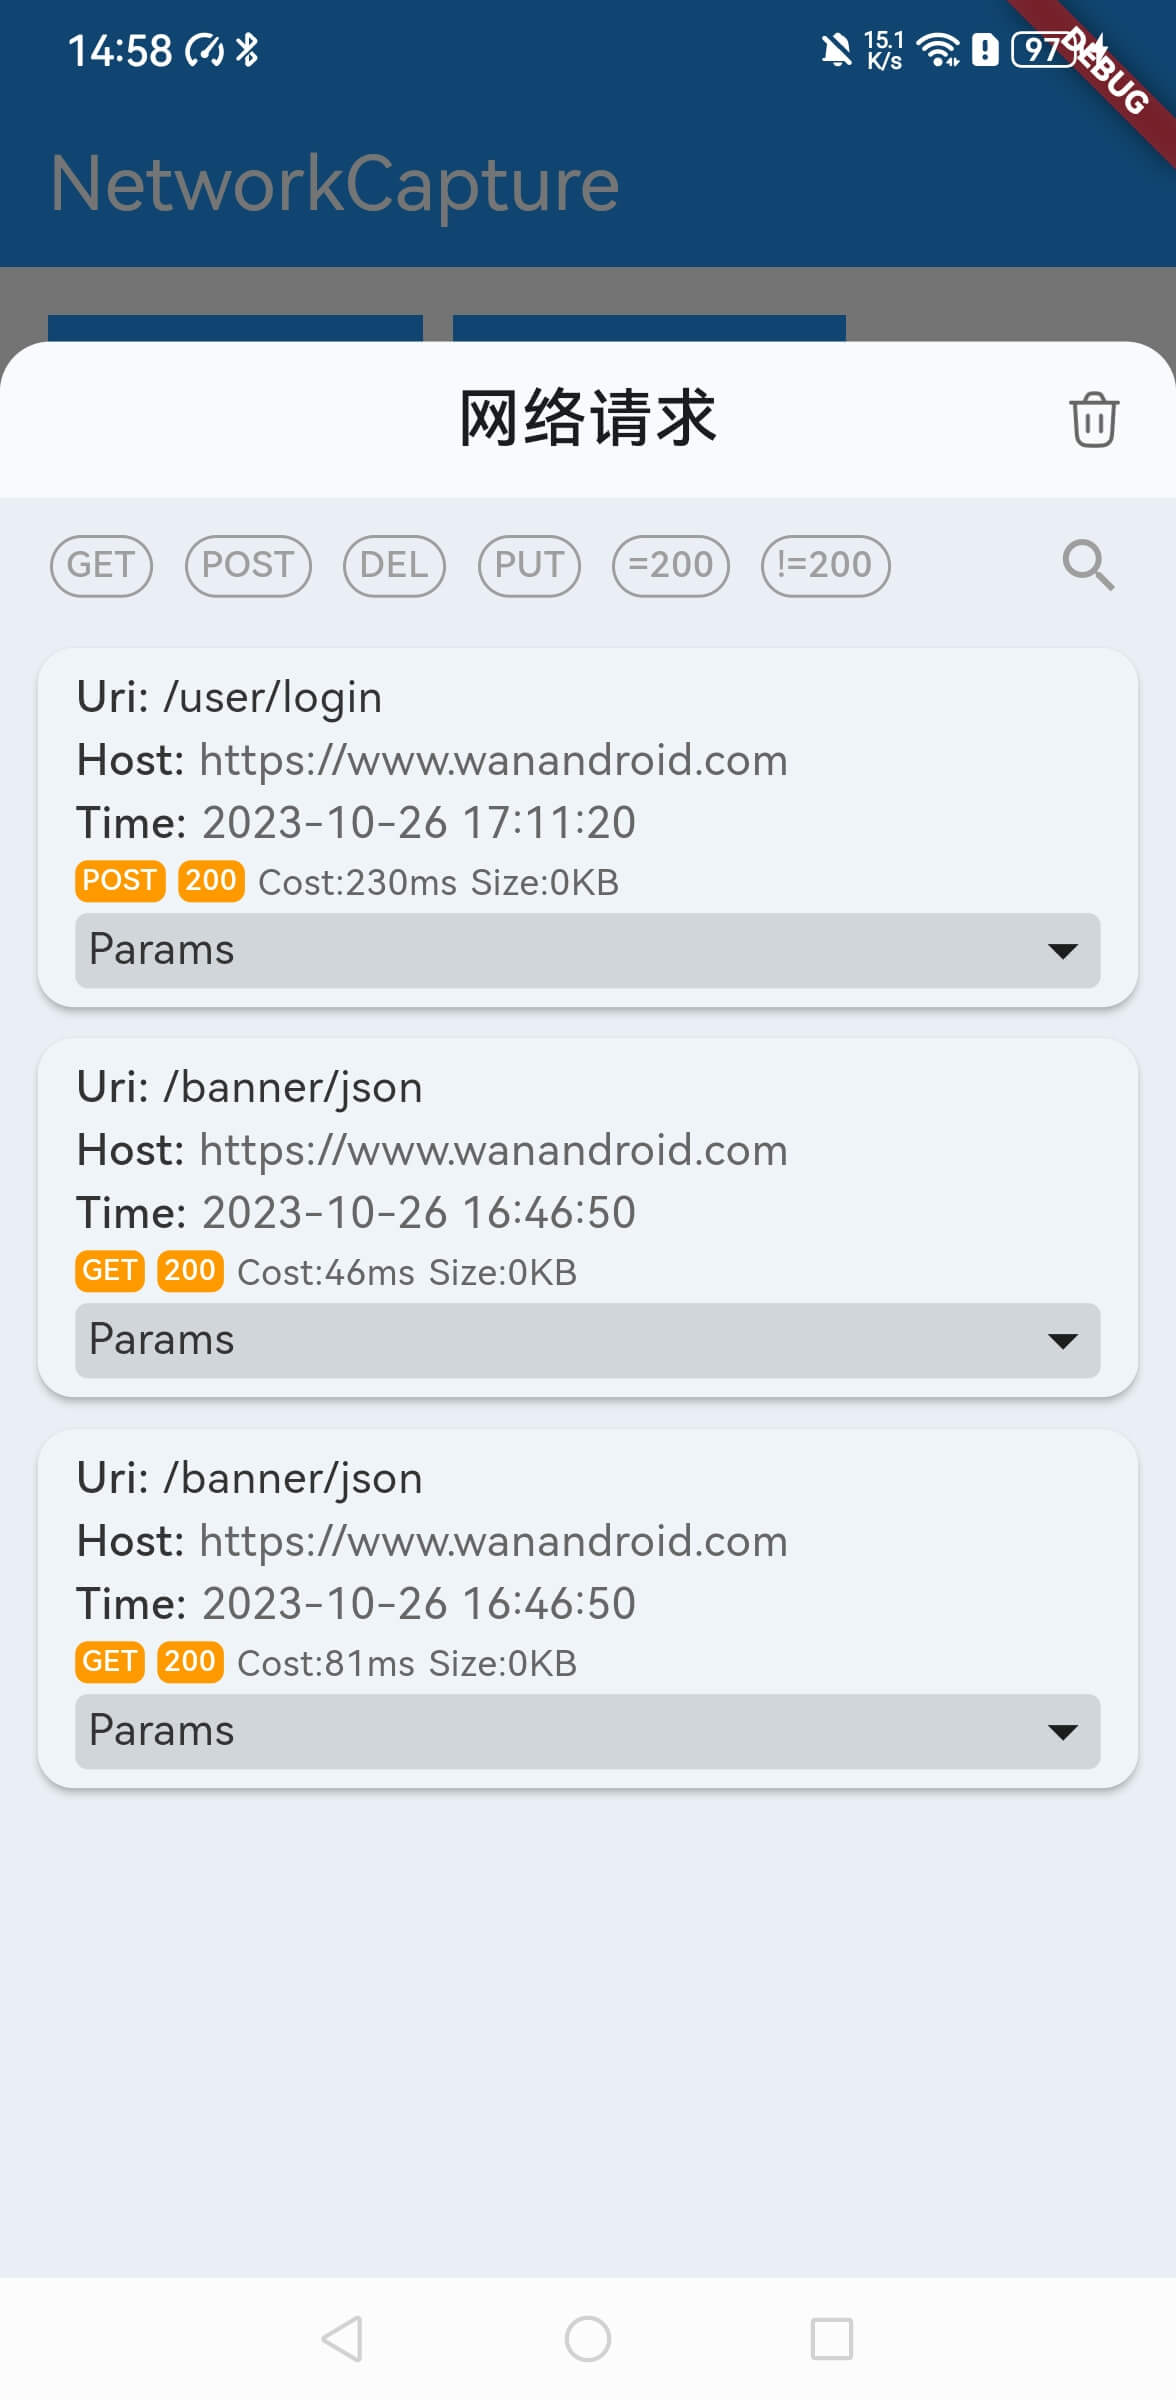 14:58 15.1 K/s 97
DEBUG
NetworkCapture
网络请求
GET POST DEL PUT =200 !=200
Uri: /user/login
Host: https://www.wanandroid.com
Time: 2023-10-26 17:11:20
POST 200 Cost:230ms Size:0KB
Params
Uri: /banner/json
Host: https://www.wanandroid.com
Time: 2023-10-26 16:46:50
GET 200 Cost:46ms Size:0KB
Params
Uri: /banner/json
Host: https://www.wanandroid.com
Time: 2023-10-26 16:46:50
GET 200 Cost:81ms Size:0KB
Params